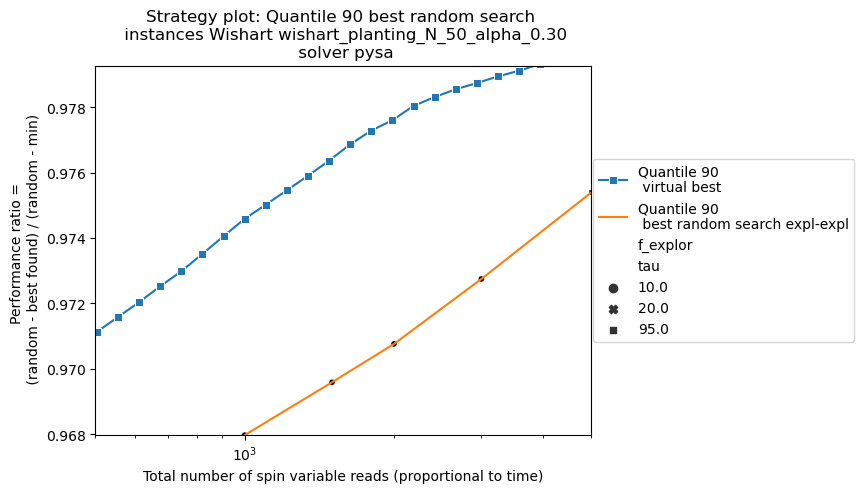 Strategy plot: Quantile 90 best random search
instances Wishart wishart_planting_N_50_alpha_0.30
solver pysa
Performance ratio =
(random - best found) / (random - min)
0.978
0.976
0.974
0.972
0.970
0.968
10^3
Total number of spin variable reads (proportional to time)
Quantile 90
virtual best
Quantile 90
best random search expl-expl
f_explor
tau
10.0
20.0
95.0